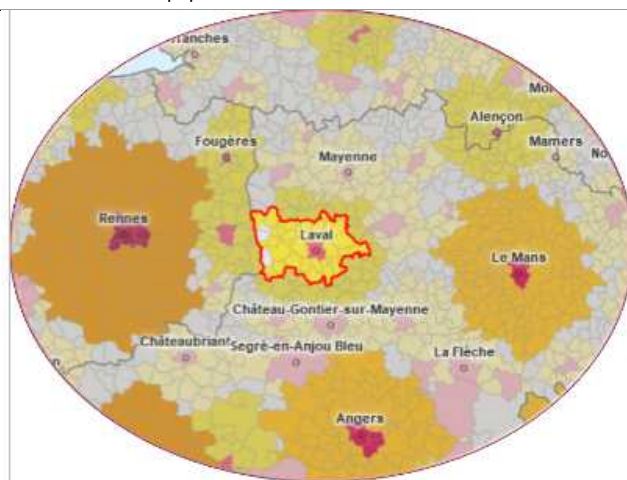 Alençon
Fougères
Mayenne
Mamers
Rennes
Laval
Le Mans
Château-Gontier-sur-Mayenne
Châteaubriant
Segré-en-Anjou Bleu
La Flèche
Angers